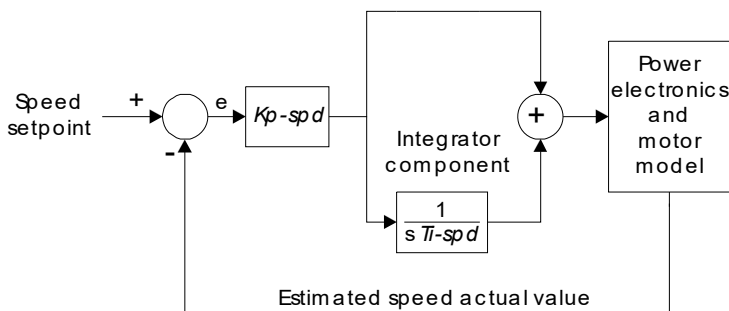 Speed
setpoint
+
-
e
Kp-spd
Integrator
component
1
s Ti-spd
+
Power
electronics
and
motor
model
Estimated speed actual value